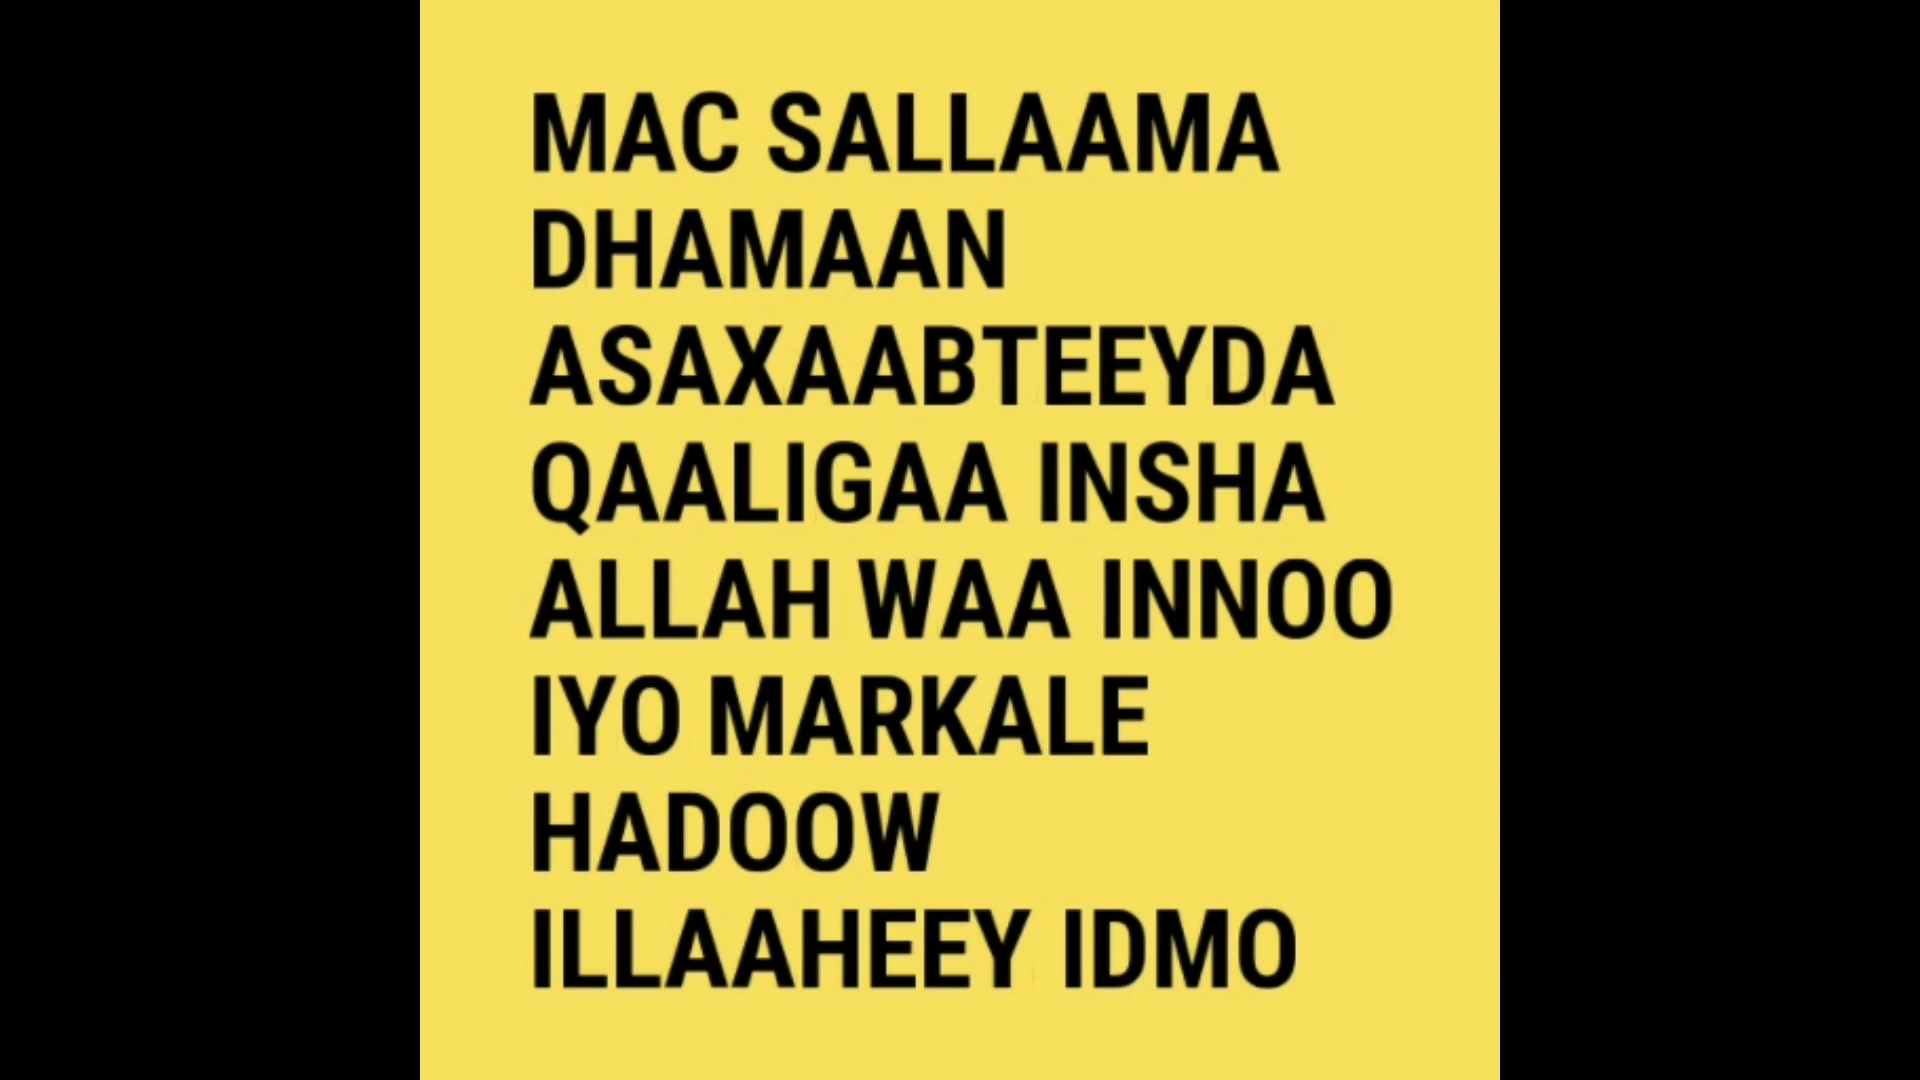 MAC SALLAAMA
DHAMAAN
ASAXAABTEEYDA
QAALIGAA INSHA
ALLAH WAA INNOO
IYO MARKALE
HADOOW
ILLAAHEEY IDMO